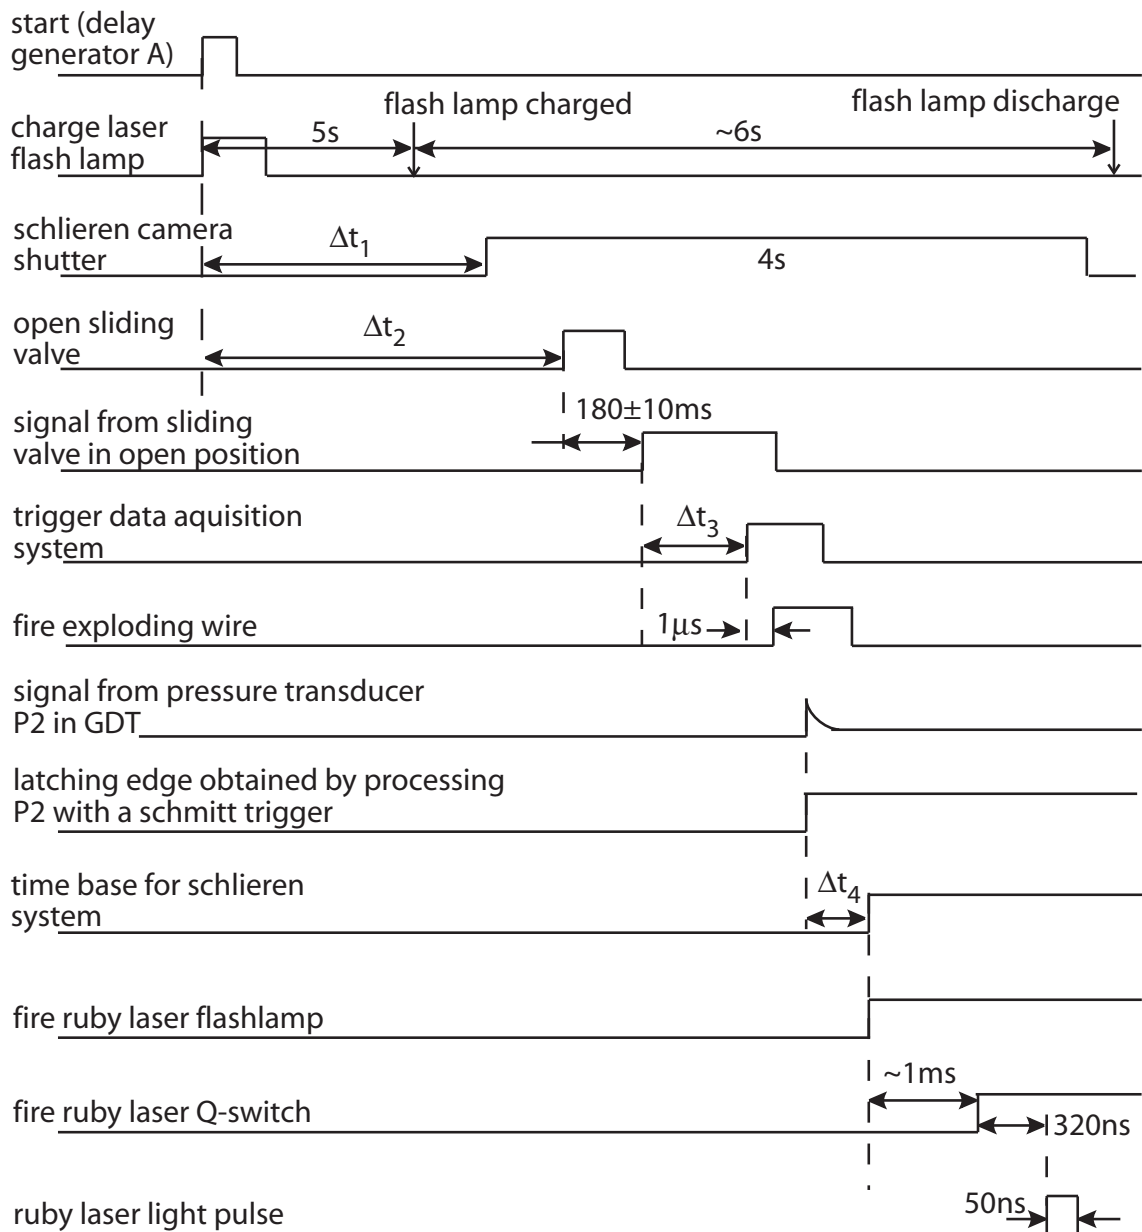 start (delay
generator A)
flash lamp charged
flash lamp discharge
charge laser
flash lamp
5s
~6s
schlieren camera
shutter
Δt1
4s
open sliding
valve
Δt2
180±10ms
signal from sliding
valve in open position
trigger data aquisition
system
Δt3
fire exploding wire
1μs
signal from pressure transducer
P2 in GDT
latching edge obtained by processing
P2 with a schmitt trigger
time base for schlieren
system
Δt4
fire ruby laser flashlamp
~1ms
fire ruby laser Q-switch
320ns
50ns
ruby laser light pulse